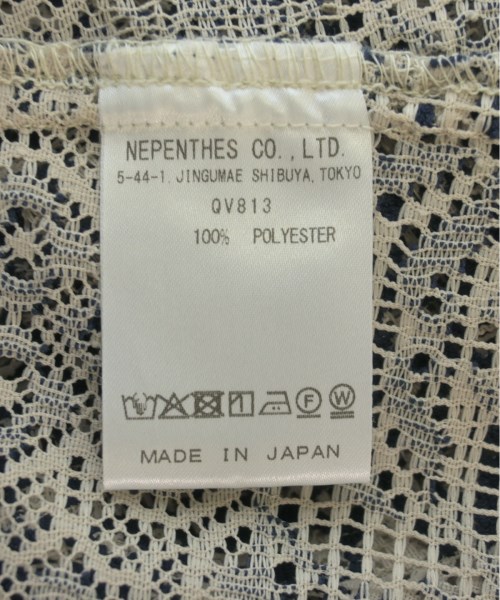 NEPENTHES CO., LTD.
5-44-1, JINGUMAE SHIBUYA, TOKYO
QV813
100% POLYESTER
F W
MADE IN JAPAN